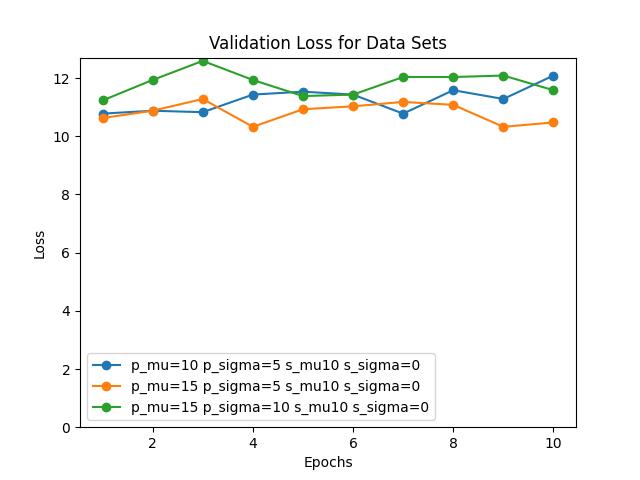 Validation Loss for Data Sets
12
10
8
6
4
2
0
Loss
p_mu=10 p_sigma=5 s_mu10 s_sigma=0
p_mu=15 p_sigma=5 s_mu10 s_sigma=0
p_mu=15 p_sigma=10 s_mu10 s_sigma=0
2 4 6 8 10
Epochs